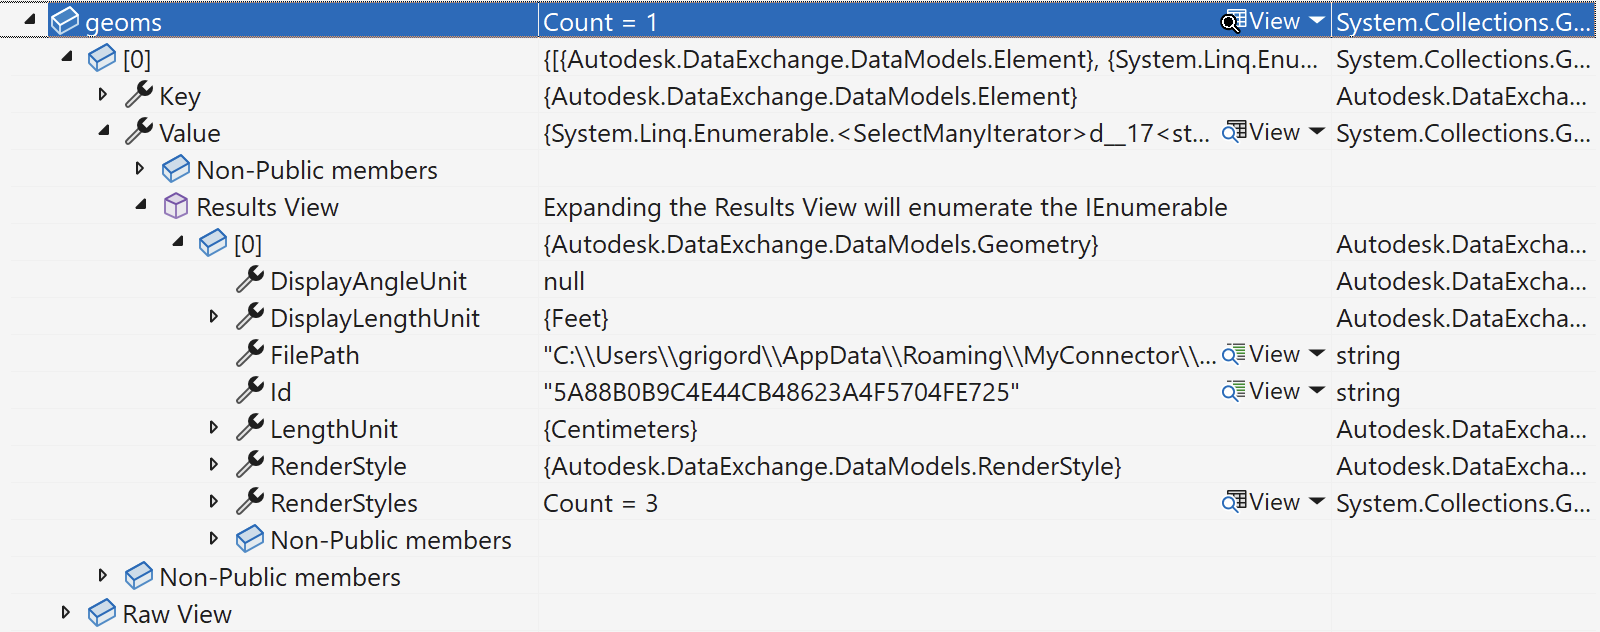 geoms Count = 1 View System.Collections.G...
[0] {[{Autodesk.DataExchange.DataModels.Element}, {System.Linq.Enu... System.Collections.G...
Key {Autodesk.DataExchange.DataModels.Element} Autodesk.DataExcha...
Value {System.Linq.Enumerable.<SelectManyIterator>d__17<st... View System.Collections.G...
Non-Public members
Results View Expanding the Results View will enumerate the IEnumerable
[0] {Autodesk.DataExchange.DataModels.Geometry} Autodesk.DataExcha...
DisplayAngleUnit null Autodesk.DataExcha...
DisplayLengthUnit {Feet} Autodesk.DataExcha...
FilePath "C:\\Users\\grigord\\AppData\\Roaming\\MyConnector\\... View string
Id "5A88B0B9C4E44CB48623A4F5704FE725" View string
LengthUnit {Centimeters} Autodesk.DataExcha...
RenderStyle {Autodesk.DataExchange.DataModels.RenderStyle} Autodesk.DataExcha...
RenderStyles Count = 3 View System.Collections.G...
Non-Public members
Non-Public members
Raw View